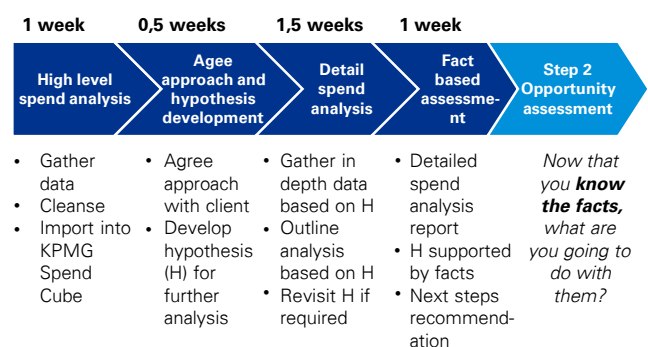 1 week
0,5 weeks
1,5 weeks
1 week
High level
spend analysis
Agee
approach and
hypothesis
development
Detail
spend
analysis
Fact
based
assessme-
nt
Step 2
Opportunity
assessment
• Gather
data
• Cleanse
• Import into
KPMG
Spend
Cube
• Agree
approach
with client
• Develop
hypothesis
(H) for
further
analysis
• Gather in
depth data
based on H
• Outline
analysis
based on H
• Revisit H if
required
• Detailed
spend
analysis
report
• H supported
by facts
• Next steps
recommend-
ation
Now that
you know
the facts,
what are
you going to
do with
them?